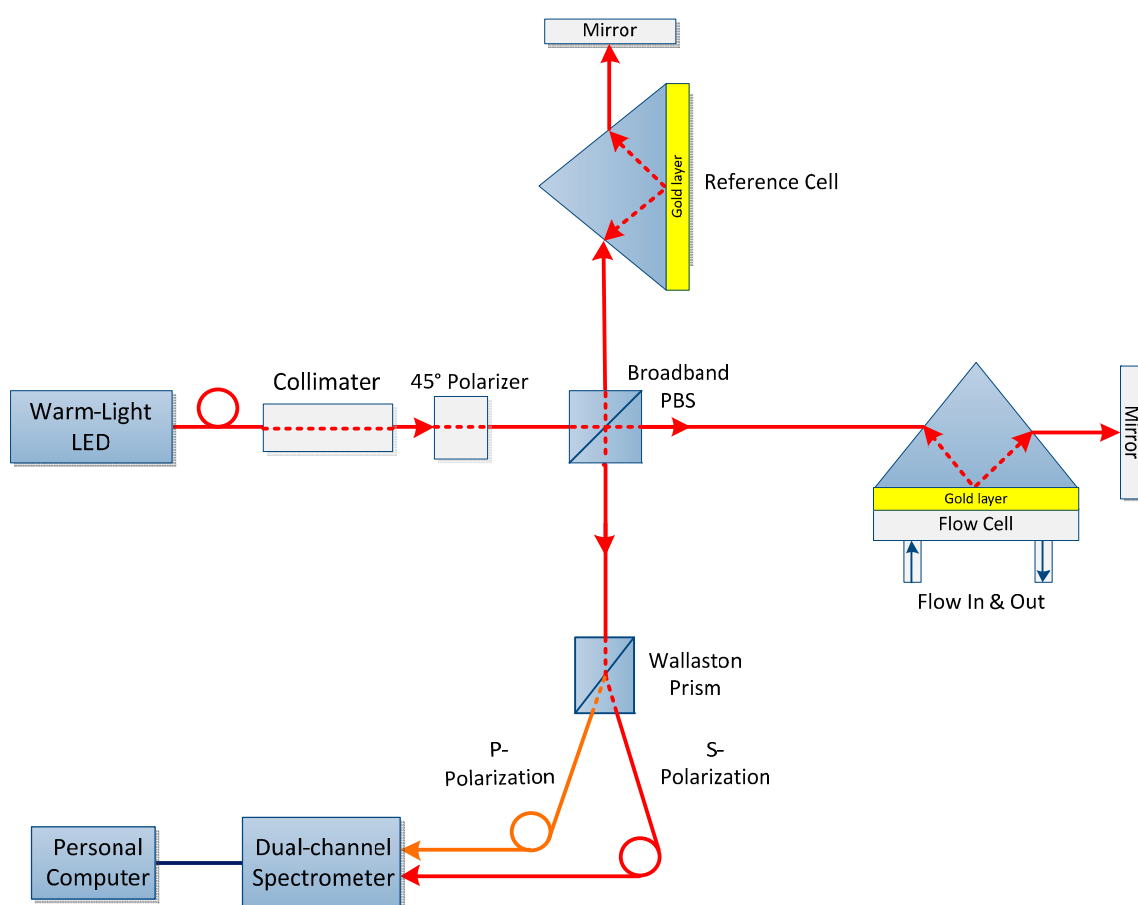 Mirror
Gold layer
Reference Cell
Warm-Light
LED
Collimater
45° Polarizer
Broadband
PBS
Mirror
Gold layer
Flow Cell
Flow In & Out
Wallaston
Prism
P-
Polarization
S-
Polarization
Personal
Computer
Dual-channel
Spectrometer